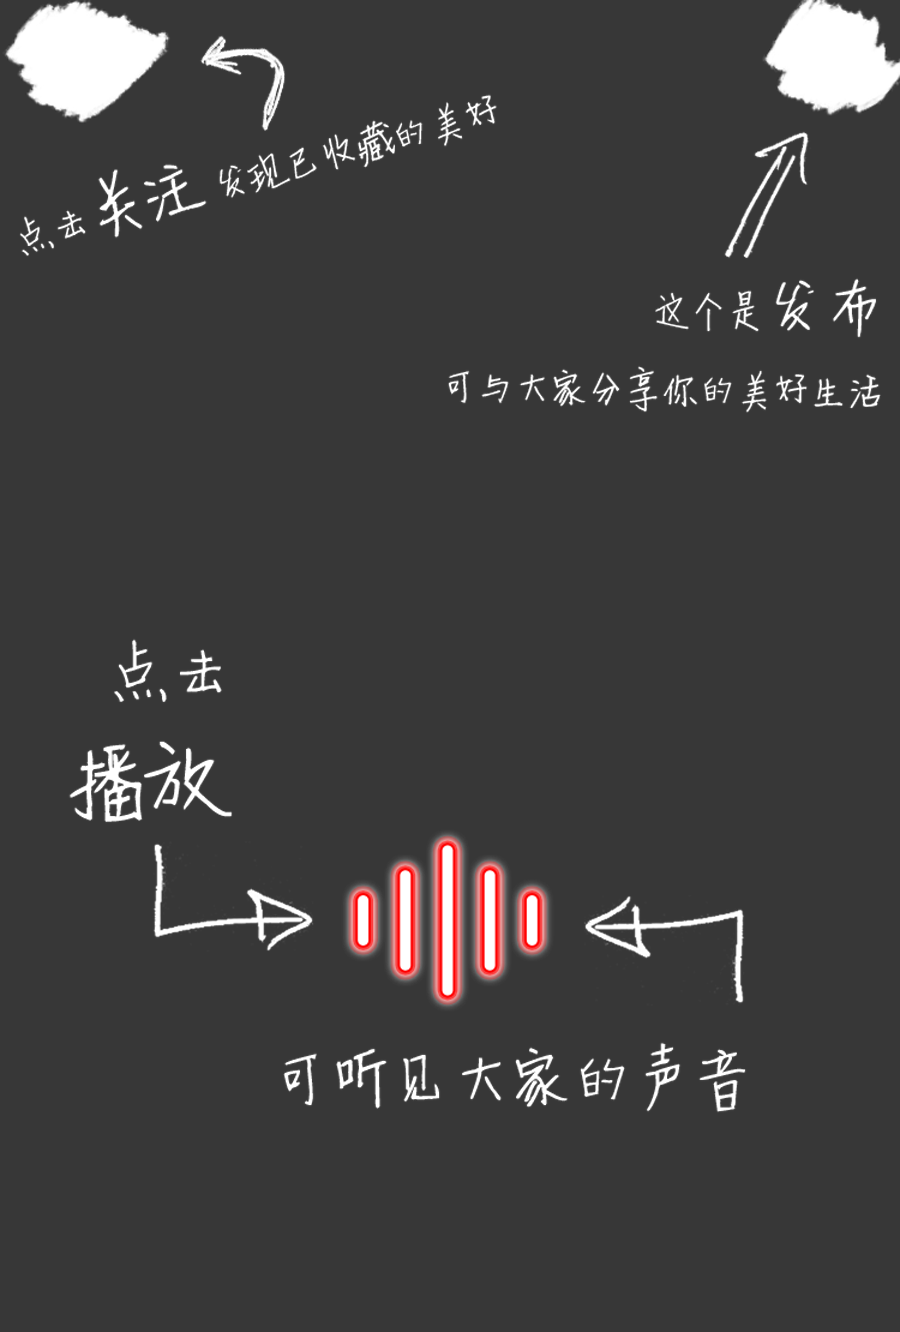 点击关注发现已收藏的美好
这个是发布
可与大家分享你的美好生活
点击
播放
可听见大家的声音